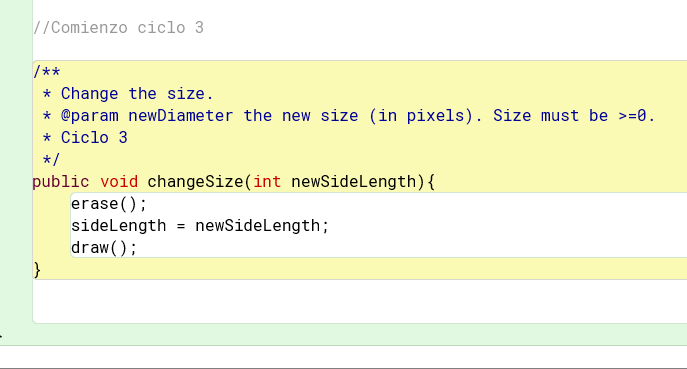 //Comienzo ciclo 3
/**
* Change the size.
* @param newDiameter the new size (in pixels). Size must be >=0.
* Ciclo 3
*/
public void changeSize(int newSideLength){
erase();
sideLength = newSideLength;
draw();
}